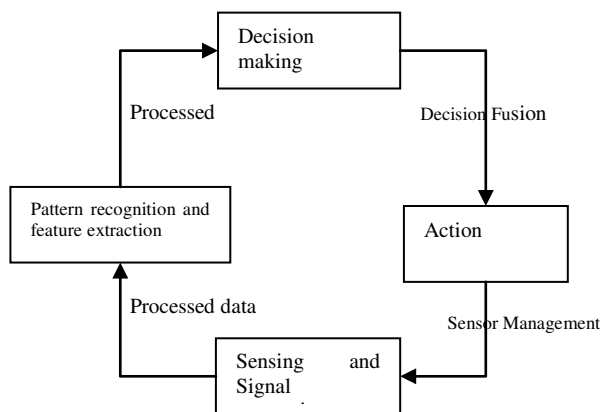 Decision
making
Processed
Decision Fusion
Pattern recognition and
feature extraction
Action
Processed data
Sensor Management
Sensing and
Signal